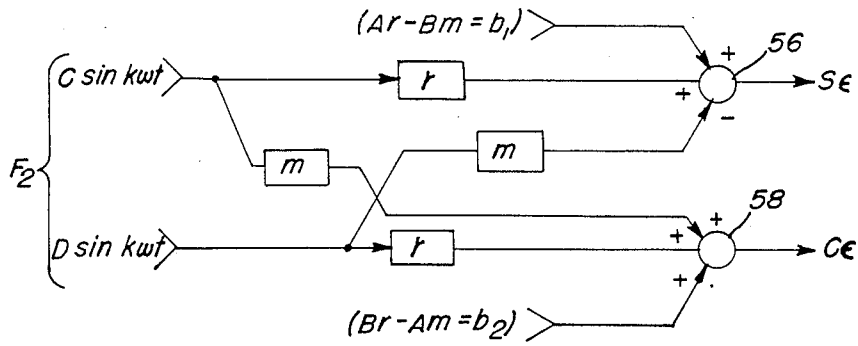 (Ar-Bm=b₁)
+
56
C sin kωt
r
+
Sϵ
-
m
F₂
m
58
+
D sin kωt
r
+
Cϵ
+
(Br-Am=b₂)